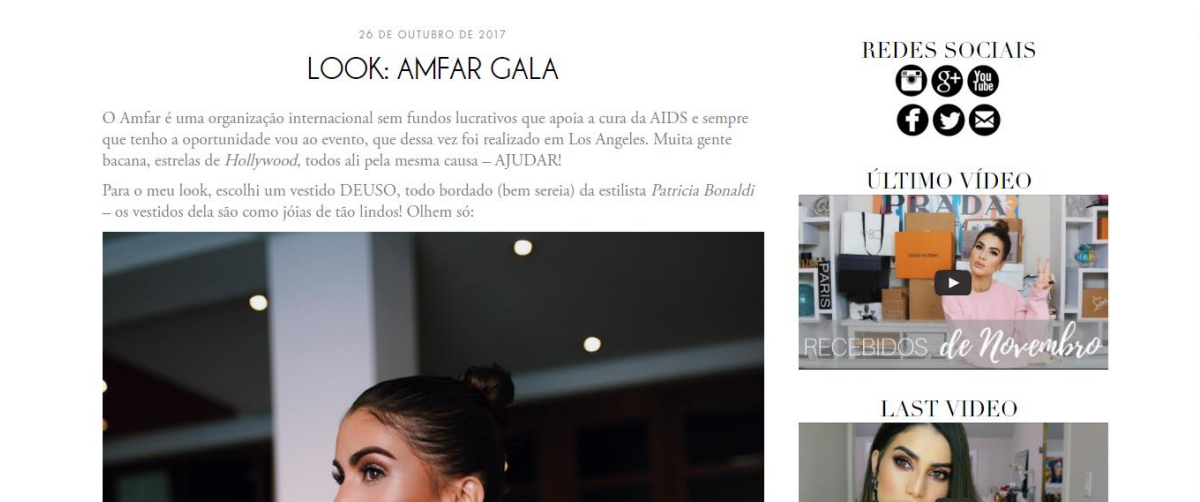 26 DE OUTUBRO DE 2017
LOOK: AMFAR GALA
O Amfar é uma organização internacional sem fundos lucrativos que apoia a cura da AIDS e sempre
que tenho a oportunidade vou ao evento, que dessa vez foi realizado em Los Angeles. Muita gente
bacana, estrelas de Hollywood, todos ali pela mesma causa – AJUDAR!
Para o meu look, escolhi um vestido DEUSO, todo bordado (bem sereia) da estilista Patricia Bonaldi
– os vestidos dela são como jóias de tão lindos! Olhem só:
REDES SOCIAIS
g+
You
Tube
ÚLTIMO VÍDEO
PRADA
PARIS
RECEBIDOS de Novembro
LAST VIDEO